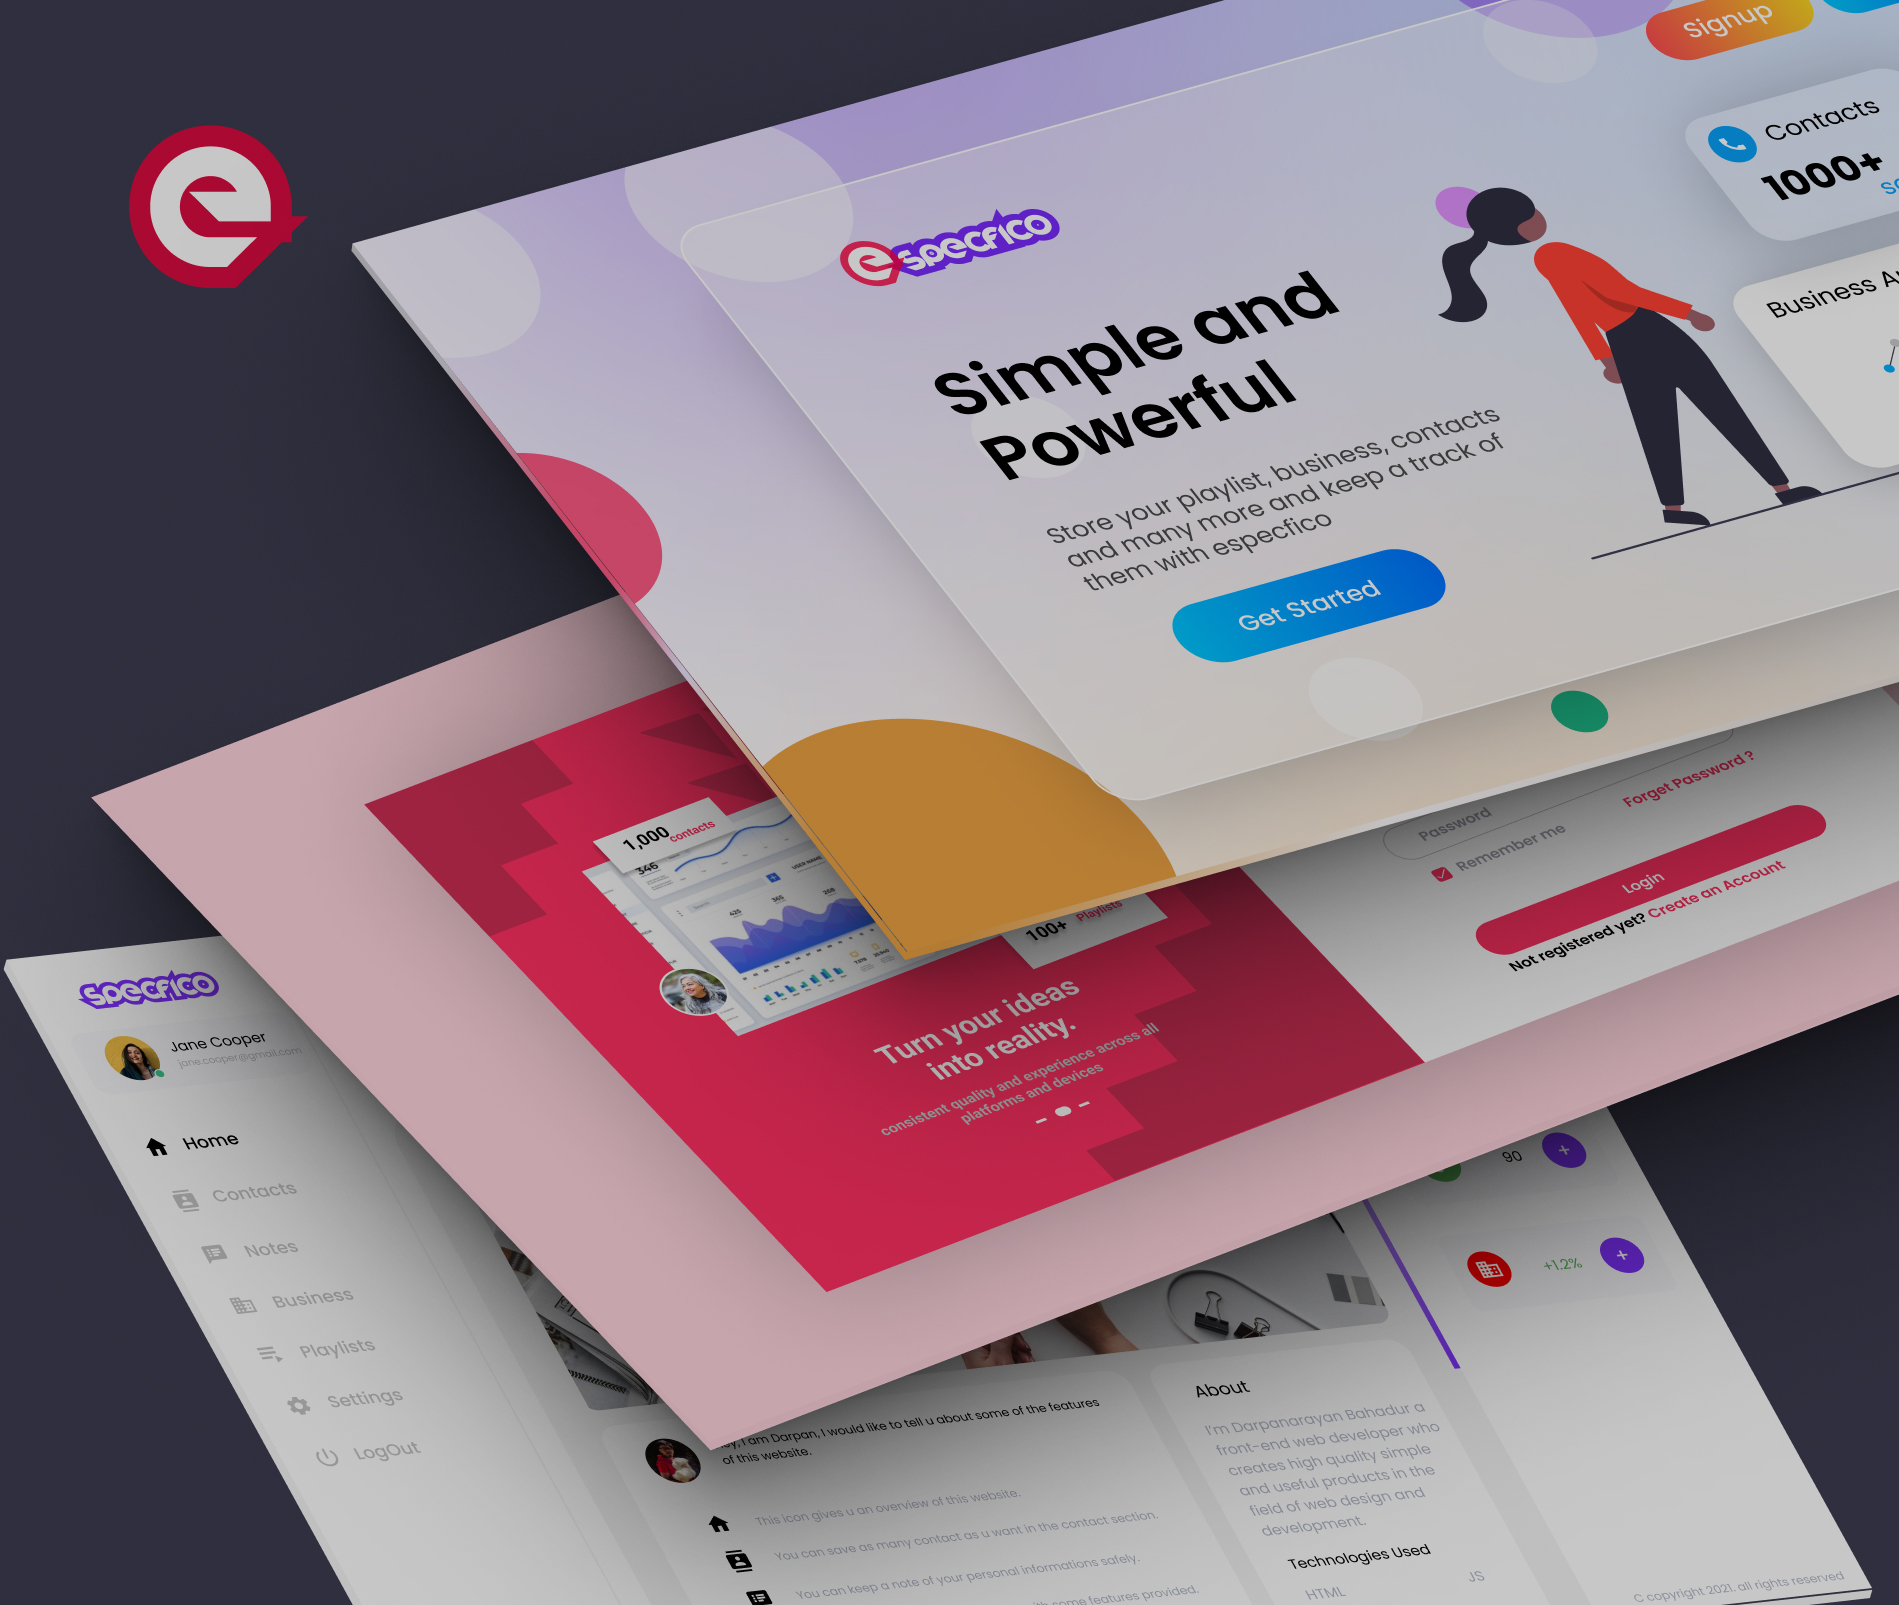 Signup
Contacts
1000+
Business
especfico
Simple and
Powerful
Store your playlist, business, contacts
and many more and keep a track of
them with especfico
Get Started
Password
Forget Password ?
Remember me
Login
Not registered yet? Create an Account
1,000 contacts
346
USER NAME
425
360
100+ Playlists
Turn your ideas
into reality.
consistent quality and experience across all
platforms and devices
specfico
Jane Cooper
jane.cooper@gmail.com
Home
Contacts
Notes
Business
Playlists
Settings
LogOut
90
+1.2%
I am Darpan, I would like to tell u about some of the features
of this website.
This icon gives u an overview of this website.
You can save as many contact as u want in the contact section.
You can keep a note of your personal informations safely.
some features provided.
About
I'm Darpanarayan Bahadur a
front-end web developer who
creates high quality simple
and useful products in the
field of web design and
development.
Technologies Used
HTML
JS
C copyright 2021. all rights reserved